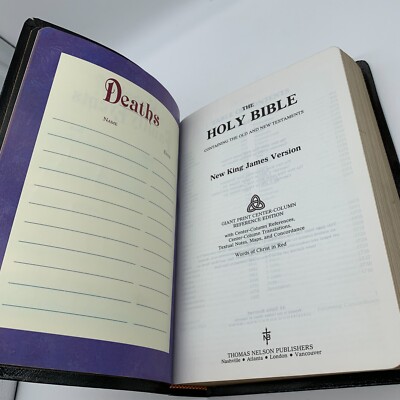 Deaths
NAME
THE
HOLY BIBLE
CONTAINING THE OLD AND NEW TESTAMENTS
New King James Version
GIANT PRINT CENTER-COLUMN
REFERENCE EDITION
with Center-Column References,
Center-Column Translations,
Textual Notes, Maps, and Concordance
Words of Christ in Red
NB
THOMAS NELSON PUBLISHERS
Nashville • Atlanta • London • Vancouver